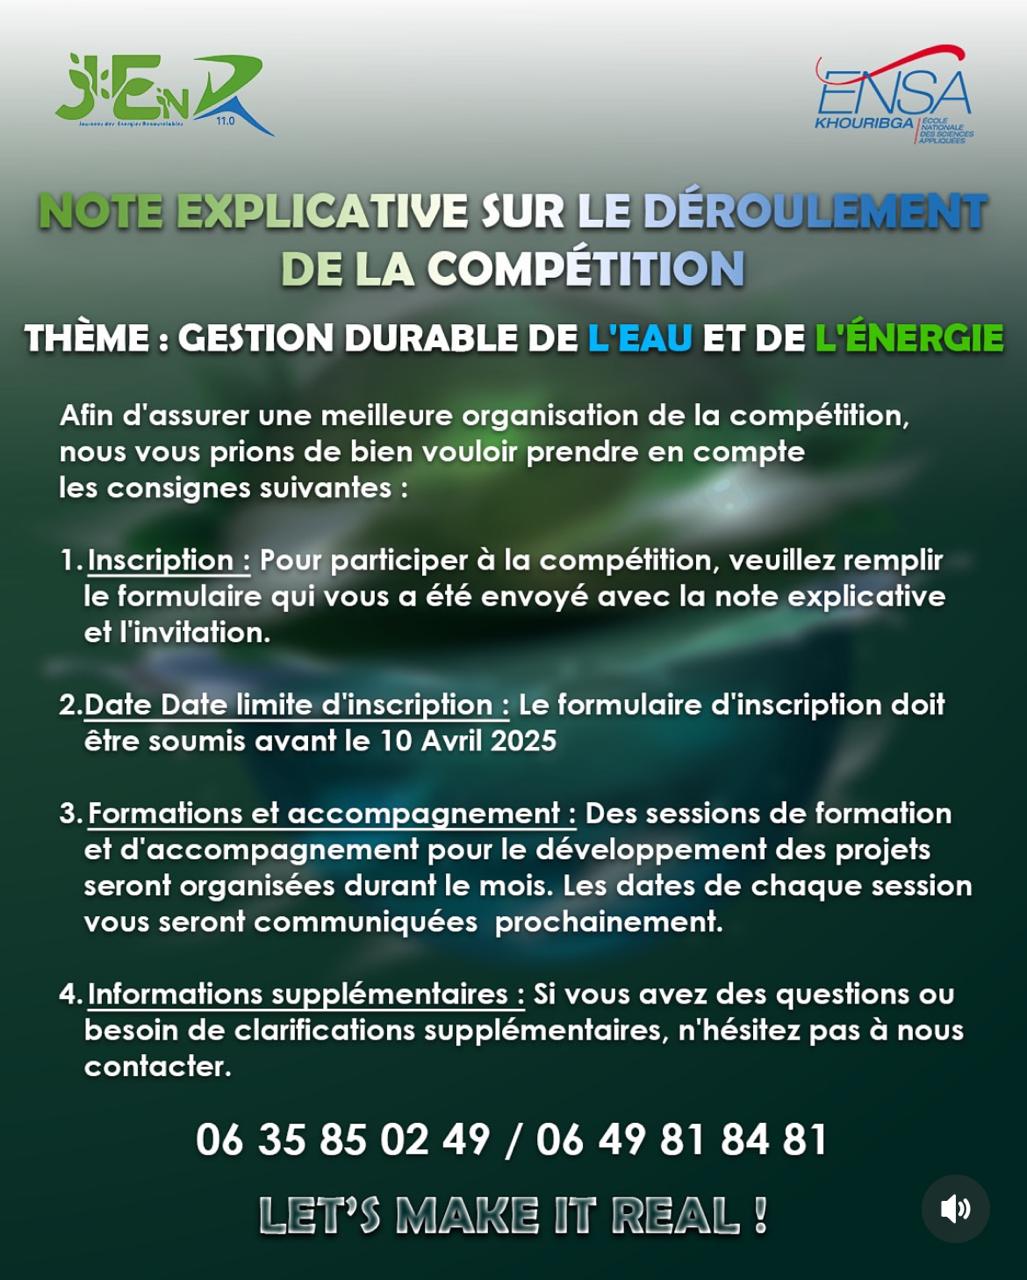 JEnR
Journées des Énergies Renouvelables
11.0
ENSA
KHOURIBGA
ÉCOLE
NATIONALE
DES SCIENCES
APPLIQUÉES
NOTE EXPLICATIVE SUR LE DÉROULEMENT
DE LA COMPÉTITION
THÈME : GESTION DURABLE DE L'EAU ET DE L'ÉNERGIE
Afin d'assurer une meilleure organisation de la compétition,
nous vous prions de bien vouloir prendre en compte
les consignes suivantes :
1. Inscription : Pour participer à la compétition, veuillez remplir
le formulaire qui vous a été envoyé avec la note explicative
et l'invitation.
2. Date Date limite d'inscription : Le formulaire d'inscription doit
être soumis avant le 10 Avril 2025
3. Formations et accompagnement : Des sessions de formation
et d'accompagnement pour le développement des projets
seront organisées durant le mois. Les dates de chaque session
vous seront communiquées prochainement.
4. Informations supplémentaires : Si vous avez des questions ou
besoin de clarifications supplémentaires, n'hésitez pas à nous
contacter.
06 35 85 02 49 / 06 49 81 84 81
LET'S MAKE IT REAL !